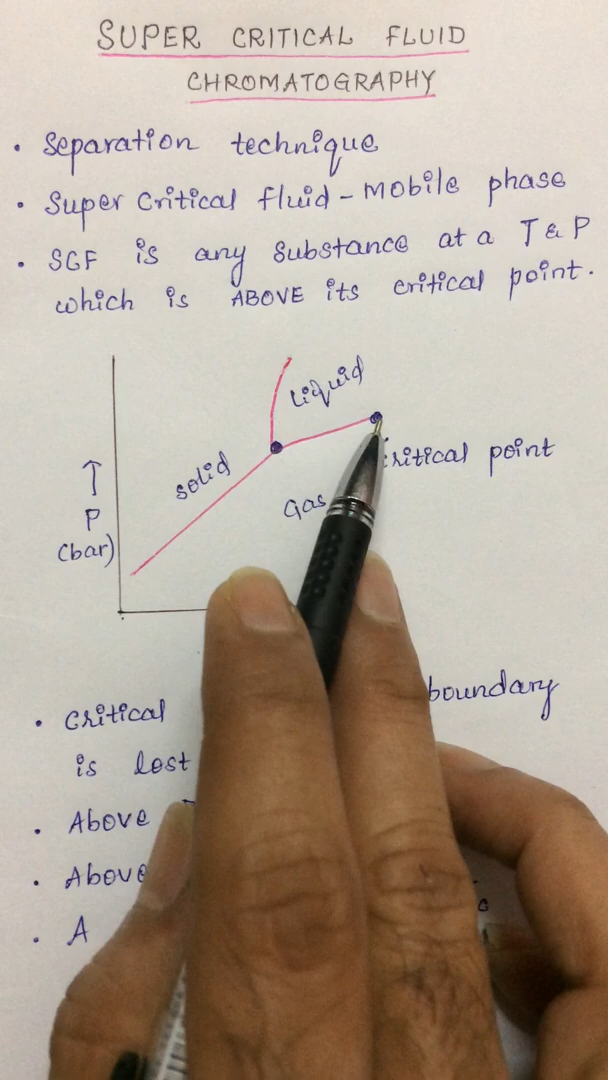 SUPER CRITICAL FLUID
CHROMATOGRAPHY
• Separation technique
• Super Critical fluid - Mobile phase
• SCF is any substance at a T & P
which is ABOVE its critical point.
liquid
solid
critical point
Gas
↑
P
(bar)
• Critical boundary
is lost
• Above
• Above
• A